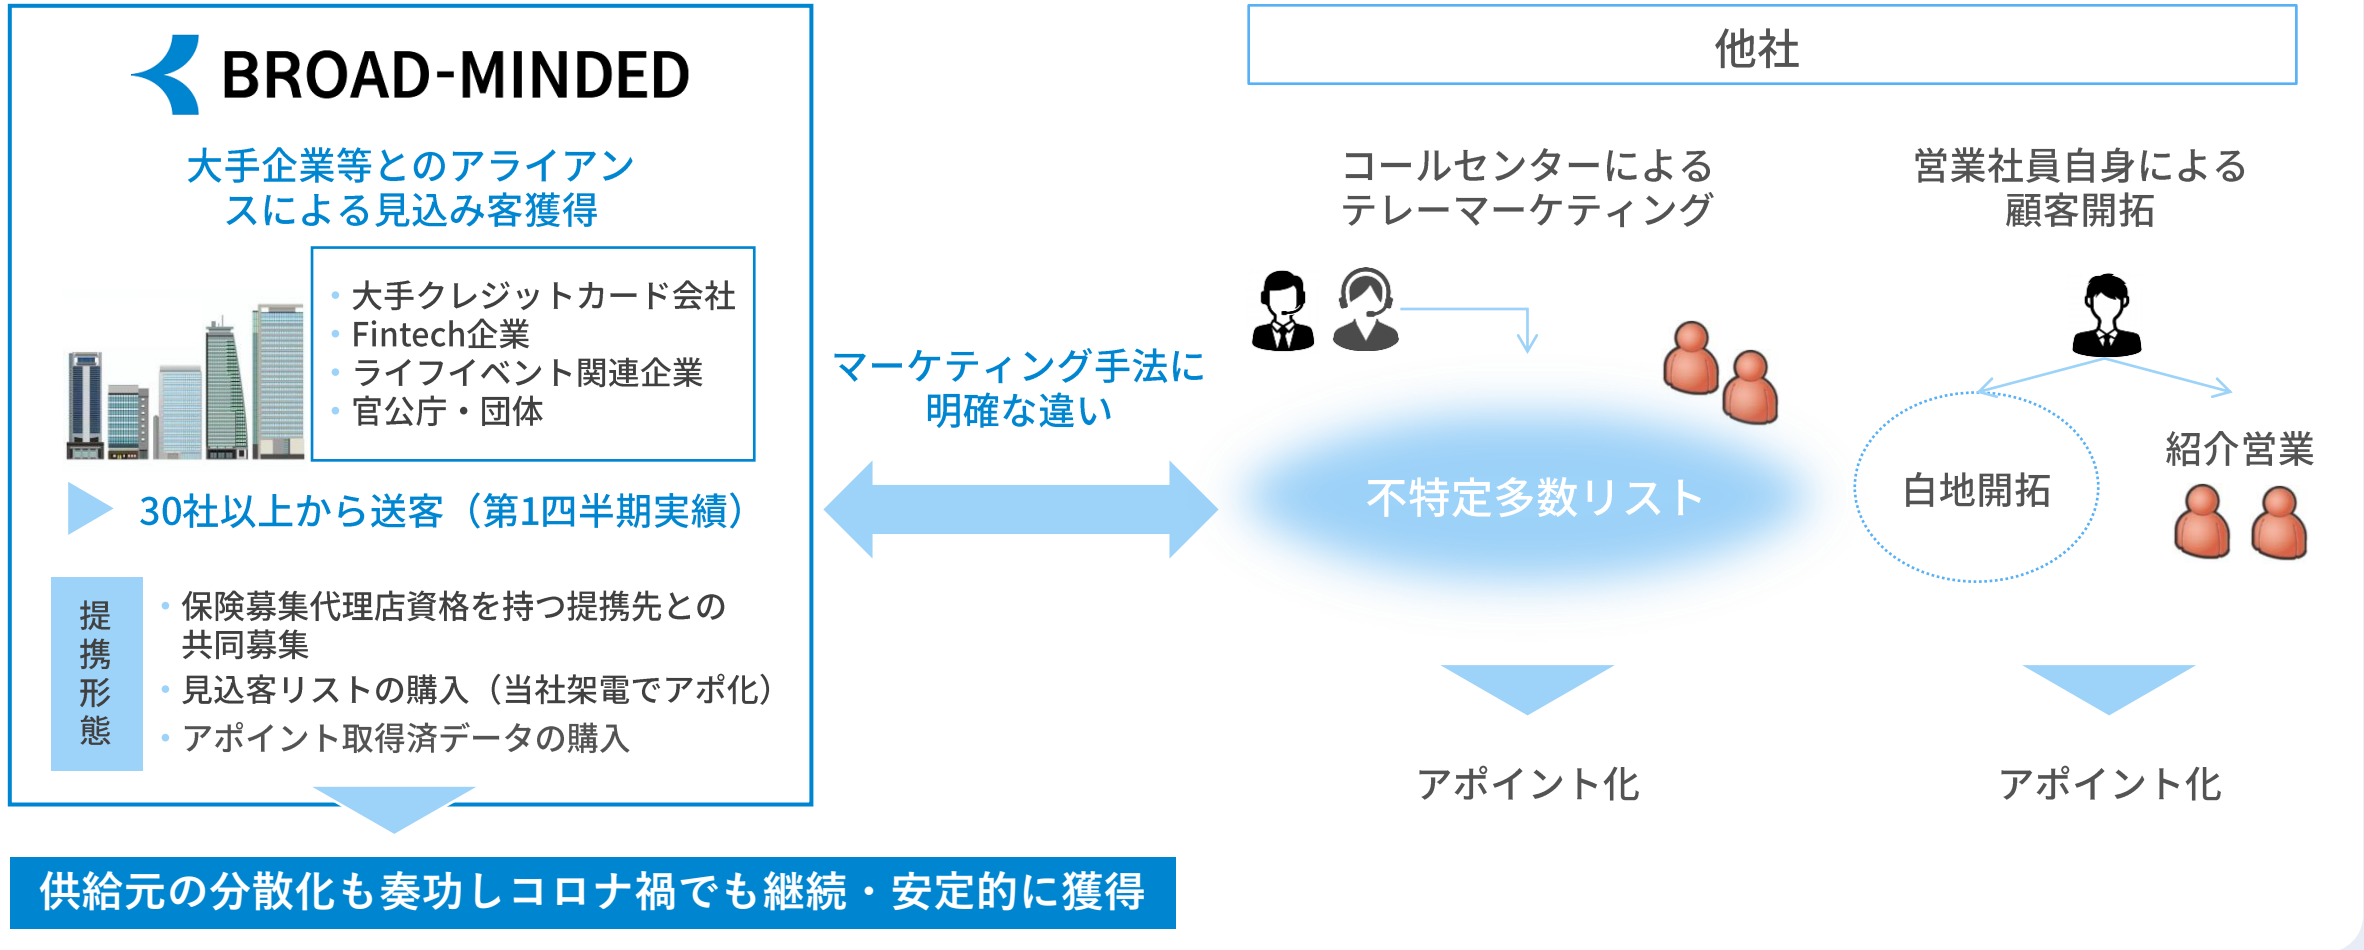 BROAD-MINDED
大手企業等とのアライアン
スによる見込み客獲得
・大手クレジットカード会社
・Fintech企業
・ライフイベント関連企業
・官公庁・団体
30社以上から送客（第1四半期実績）
提携形態
・保険募集代理店資格を持つ提携先との
共同募集
・見込客リストの購入（当社架電でアポ化）
・アポイント取得済データの購入
供給元の分散化も奏功しコロナ禍でも継続・安定的に獲得
マーケティング手法に
明確な違い
他社
コールセンターによる
テレーマーケティング
不特定多数リスト
アポイント化
営業社員自身による
顧客開拓
白地開拓
紹介営業
アポイント化